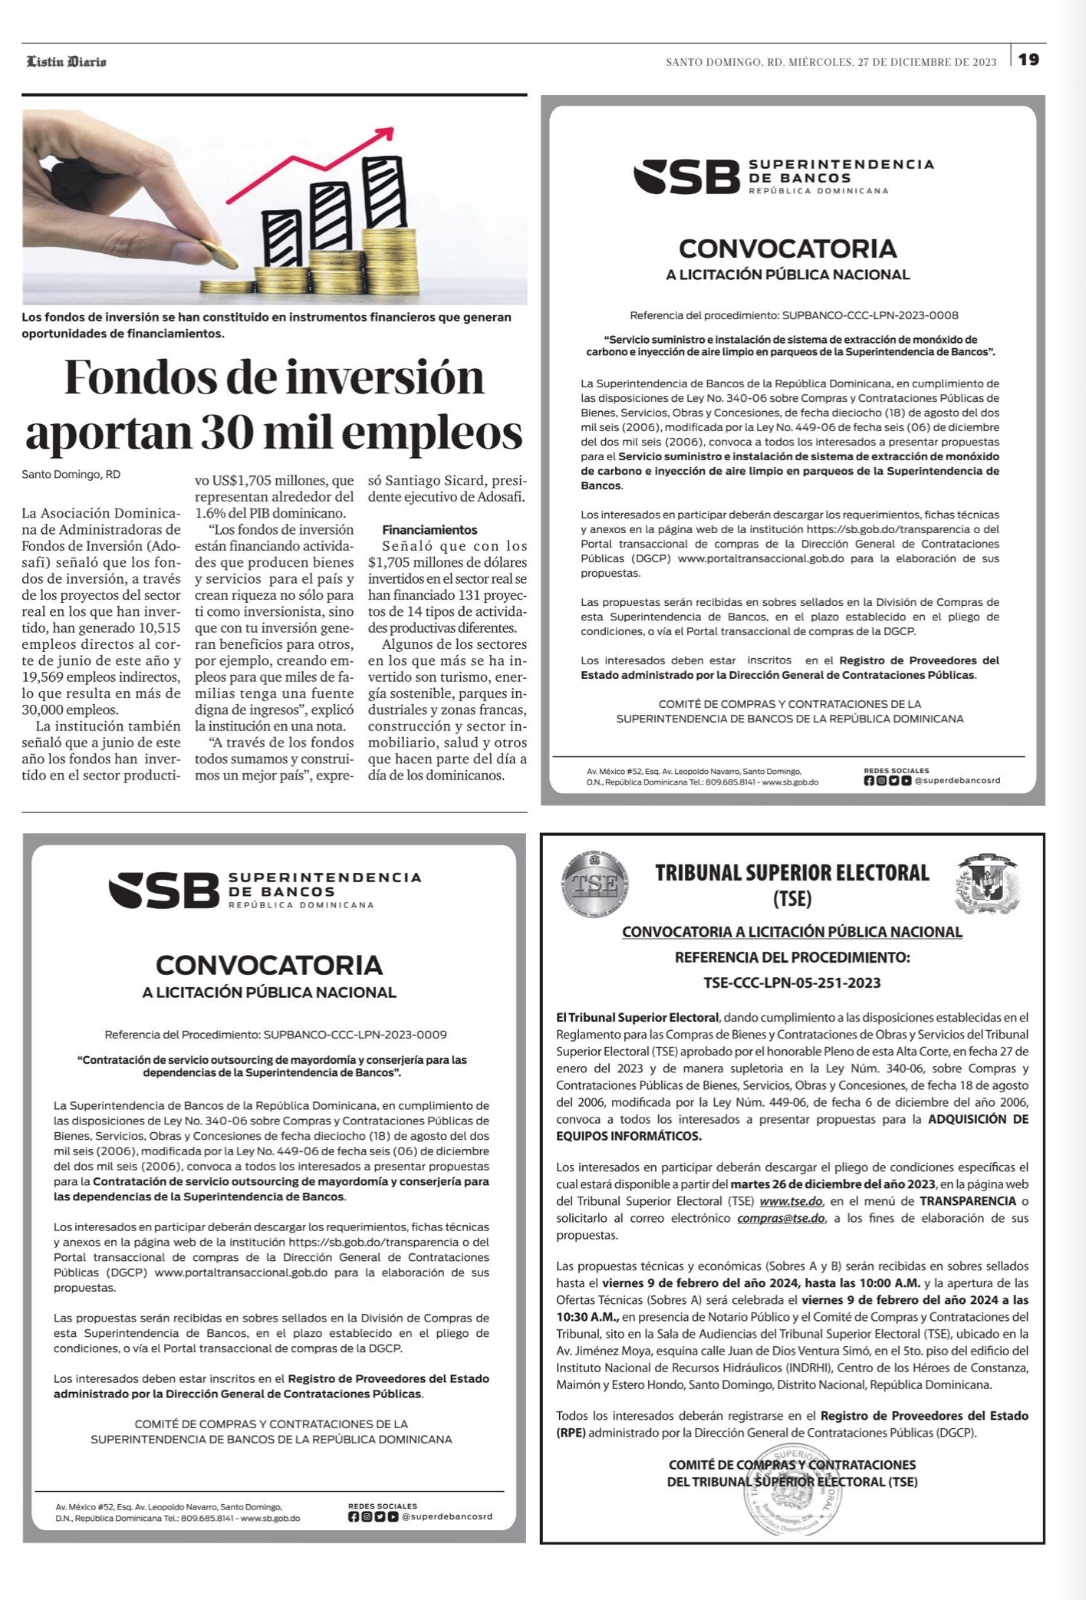 Listin Diario
SANTO DOMINGO, RD. MIÉRCOLES, 27 DE DICIEMBRE DE 2023
19
Los fondos de inversión se han constituido en instrumentos financieros que generan
oportunidades de financiamientos.
Fondos de inversión
aportan 30 mil empleos
Santo Domingo, RD
La Asociación Dominica-
na de Administradoras de
Fondos de Inversión (Ado-
safi) señaló que los fon-
dos de inversión, a través
de los proyectos del sector
real en los que han inver-
tido, han generado 10,515
empleos directos al cor-
te de junio de este año y
19,569 empleos indirectos,
lo que resulta en más de
30,000 empleos.
La institución también
señaló que a junio de este
año los fondos han inver-
tido en el sector producti-
vo US$1,705 millones, que
representan alrededor del
1.6% del PIB dominicano.
“Los fondos de inversión
están financiando activida-
des que producen bienes
y servicios para el país y
crean riqueza no sólo para
ti como inversionista, sino
que con tu inversión gene-
ran beneficios para otros,
por ejemplo, creando em-
pleos para que miles de fa-
milias tenga una fuente
digna de ingresos”, explicó
la institución en una nota.
“A través de los fondos
todos sumamos y construi-
mos un mejor país”, expre-
só Santiago Sicard, presi-
dente ejecutivo de Adosafi.
Financiamientos
Señaló que con los
$1,705 millones de dólares
invertidos en el sector real se
han financiado 131 proyec-
tos de 14 tipos de activida-
des productivas diferentes.
Algunos de los sectores
en los que más se ha in-
vertido son turismo, ener-
gía sostenible, parques in-
dustriales y zonas francas,
construcción y sector in-
mobiliario, salud y otros
que hacen parte del día a
día de los dominicanos.
SB SUPERINTENDENCIA
DE BANCOS
REPÚBLICA DOMINICANA
CONVOCATORIA
A LICITACIÓN PÚBLICA NACIONAL
Referencia del procedimiento: SUPBANCO-CCC-LPN-2023-0008
“Servicio suministro e instalación de sistema de extracción de monóxido de
carbono e inyección de aire limpio en parqueos de la Superintendencia de Bancos”.
La Superintendencia de Bancos de la República Dominicana, en cumplimiento de
las disposiciones de Ley No. 340-06 sobre Compras y Contrataciones Públicas de
Bienes, Servicios, Obras y Concesiones, de fecha dieciocho (18) de agosto del dos
mil seis (2006), modificada por la Ley No. 449-06 de fecha seis (06) de diciembre
del dos mil seis (2006), convoca a todos los interesados a presentar propuestas
para el Servicio suministro e instalación de sistema de extracción de monóxido
de carbono e inyección de aire limpio en parqueos de la Superintendencia de
Bancos.
Los interesados en participar deberán descargar los requerimientos, fichas técnicas
y anexos en la página web de la institución https://sb.gob.do/transparencia o del
Portal transaccional de compras de la Dirección General de Contrataciones
Públicas (DGCP) www.portaltransaccional.gob.do para la elaboración de sus
propuestas.
Las propuestas serán recibidas en sobres sellados en la División de Compras de
esta Superintendencia de Bancos, en el plazo establecido en el pliego de
condiciones, o vía el Portal transaccional de compras de la DGCP.
Los interesados deben estar inscritos en el Registro de Proveedores del
Estado administrado por la Dirección General de Contrataciones Públicas.
COMITÉ DE COMPRAS Y CONTRATACIONES DE LA
SUPERINTENDENCIA DE BANCOS DE LA REPÚBLICA DOMINICANA
Av. México #52, Esq. Av. Leopoldo Navarro, Santo Domingo,
D.N., República Dominicana Tel.: 809.685.8141 - www.sb.gob.do
REDES SOCIALES
@superdebancosrd
SB SUPERINTENDENCIA
DE BANCOS
REPÚBLICA DOMINICANA
CONVOCATORIA
A LICITACIÓN PÚBLICA NACIONAL
Referencia del Procedimiento: SUPBANCO-CCC-LPN-2023-0009
“Contratación de servicio outsourcing de mayordomía y conserjería para las
dependencias de la Superintendencia de Bancos”.
La Superintendencia de Bancos de la República Dominicana, en cumplimiento de
las disposiciones de Ley No. 340-06 sobre Compras y Contrataciones Públicas de
Bienes, Servicios, Obras y Concesiones de fecha dieciocho (18) de agosto del dos
mil seis (2006), modificada por la Ley No. 449-06 de fecha seis (06) de diciembre
del dos mil seis (2006), convoca a todos los interesados a presentar propuestas
para la Contratación de servicio outsourcing de mayordomía y conserjería para
las dependencias de la Superintendencia de Bancos.
Los interesados en participar deberán descargar los requerimientos, fichas técnicas
y anexos en la página web de la institución https://sb.gob.do/transparencia o del
Portal transaccional de compras de la Dirección General de Contrataciones
Públicas (DGCP) www.portaltransaccional.gob.do para la elaboración de sus
propuestas.
Las propuestas serán recibidas en sobres sellados en la División de Compras de
esta Superintendencia de Bancos, en el plazo establecido en el pliego de
condiciones, o vía el Portal transaccional de compras de la DGCP.
Los interesados deben estar inscritos en el Registro de Proveedores del Estado
administrado por la Dirección General de Contrataciones Públicas.
COMITÉ DE COMPRAS Y CONTRATACIONES DE LA
SUPERINTENDENCIA DE BANCOS DE LA REPÚBLICA DOMINICANA
Av. México #52, Esq. Av. Leopoldo Navarro, Santo Domingo,
D.N., República Dominicana Tel.: 809.685.8141 - www.sb.gob.do
REDES SOCIALES
@superdebancosrd
TSE
TRIBUNAL SUPERIOR ELECTORAL
(TSE)
CONVOCATORIA A LICITACIÓN PÚBLICA NACIONAL
REFERENCIA DEL PROCEDIMIENTO:
TSE-CCC-LPN-05-251-2023
El Tribunal Superior Electoral, dando cumplimiento a las disposiciones establecidas en el
Reglamento para las Compras de Bienes y Contrataciones de Obras y Servicios del Tribunal
Superior Electoral (TSE) aprobado por el honorable Pleno de esta Alta Corte, en fecha 27 de
enero del 2023 y de manera supletoria en la Ley Núm. 340-06, sobre Compras y
Contrataciones Públicas de Bienes, Servicios, Obras y Concesiones, de fecha 18 de agosto
del 2006, modificada por la Ley Núm. 449-06, de fecha 6 de diciembre del año 2006,
convoca a todos los interesados a presentar propuestas para la ADQUISICIÓN DE
EQUIPOS INFORMÁTICOS.
Los interesados en participar deberán descargar el pliego de condiciones específicas el
cual estará disponible a partir del martes 26 de diciembre del año 2023, en la página web
del Tribunal Superior Electoral (TSE) www.tse.do, en el menú de TRANSPARENCIA o
solicitarlo al correo electrónico compras@tse.do, a los fines de elaboración de sus
propuestas.
Las propuestas técnicas y económicas (Sobres A y B) serán recibidas en sobres sellados
hasta el viernes 9 de febrero del año 2024, hasta las 10:00 A.M. y la apertura de las
Ofertas Técnicas (Sobres A) será celebrada el viernes 9 de febrero del año 2024 a las
10:30 A.M., en presencia de Notario Público y el Comité de Compras y Contrataciones del
Tribunal, sito en la Sala de Audiencias del Tribunal Superior Electoral (TSE), ubicado en la
Av. Jiménez Moya, esquina calle Juan de Dios Ventura Simó, en el 5to. piso del edificio del
Instituto Nacional de Recursos Hidráulicos (INDRHI), Centro de los Héroes de Constanza,
Maimón y Estero Hondo, Santo Domingo, Distrito Nacional, República Dominicana.
Todos los interesados deberán registrarse en el Registro de Proveedores del Estado
(RPE) administrado por la Dirección General de Contrataciones Públicas (DGCP).
COMITÉ DE COMPRAS Y CONTRATACIONES
DEL TRIBUNAL SUPERIOR ELECTORAL (TSE)